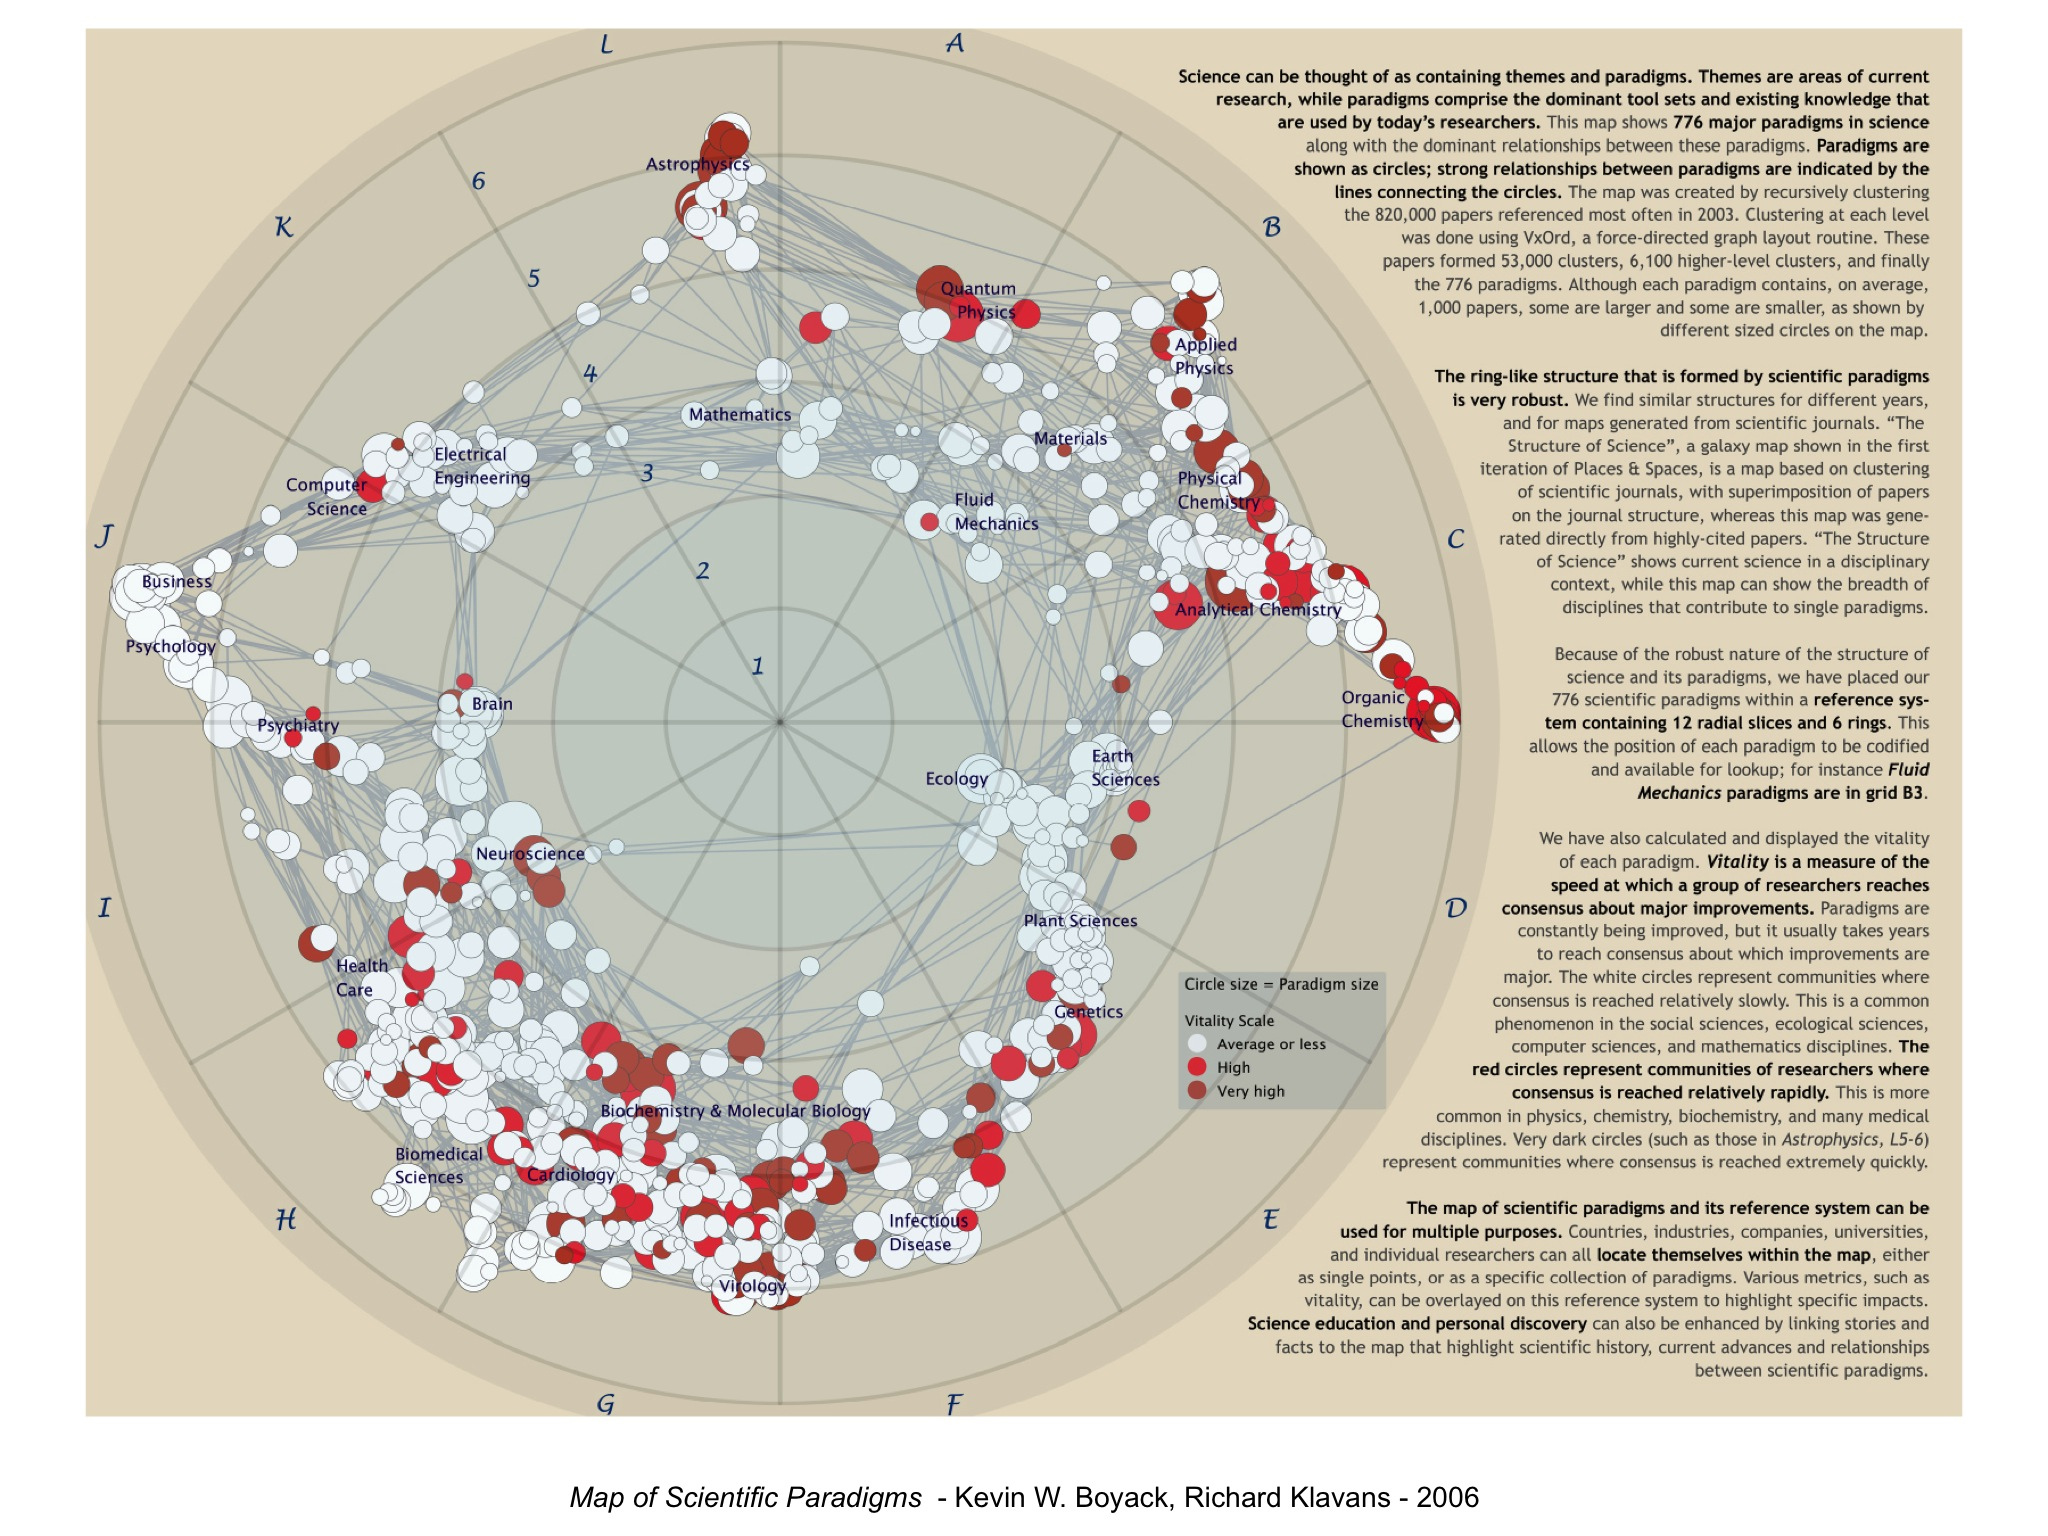 L
A
6
K
B
5
4
3
J
C
2
1
I
D
H
E
G
F
Astrophysics
Quantum
Physics
Applied
Physics
Mathematics
Materials
Electrical
Engineering
Computer
Science
Physical
Chemistry
Fluid
Mechanics
Business
Analytical Chemistry
Psychology
Organic
Chemistry
Brain
Psychiatry
Earth
Sciences
Ecology
Neuroscience
Plant Sciences
Health
Care
Genetics
Biochemistry & Molecular Biology
Biomedical
Sciences
Cardiology
Infectious
Disease
Virology
Circle size = Paradigm size
Vitality Scale
Average or less
High
Very high
Science can be thought of as containing themes and paradigms. Themes are areas of current
research, while paradigms comprise the dominant tool sets and existing knowledge that
are used by today's researchers. This map shows 776 major paradigms in science
along with the dominant relationships between these paradigms. Paradigms are
shown as circles; strong relationships between paradigms are indicated by the
lines connecting the circles. The map was created by recursively clustering
the 820,000 papers referenced most often in 2003. Clustering at each level
was done using VxOrd, a force-directed graph layout routine. These
papers formed 53,000 clusters, 6,100 higher-level clusters, and finally
the 776 paradigms. Although each paradigm contains, on average,
1,000 papers, some are larger and some are smaller, as shown by
different sized circles on the map.
The ring-like structure that is formed by scientific paradigms
is very robust. We find similar structures for different years,
and for maps generated from scientific journals. “The
Structure of Science”, a galaxy map shown in the first
iteration of Places & Spaces, is a map based on clustering
of scientific journals, with superimposition of papers
on the journal structure, whereas this map was gene-
rated directly from highly-cited papers. “The Structure
of Science” shows current science in a disciplinary
context, while this map can show the breadth of
disciplines that contribute to single paradigms.
Because of the robust nature of the structure of
science and its paradigms, we have placed our
776 scientific paradigms within a reference sys-
tem containing 12 radial slices and 6 rings. This
allows the position of each paradigm to be codified
and available for lookup; for instance Fluid
Mechanics paradigms are in grid B3.
We have also calculated and displayed the vitality
of each paradigm. Vitality is a measure of the
speed at which a group of researchers reaches
consensus about major improvements. Paradigms are
constantly being improved, but it usually takes years
to reach consensus about which improvements are
major. The white circles represent communities where
consensus is reached relatively slowly. This is a common
phenomenon in the social sciences, ecological sciences,
computer sciences, and mathematics disciplines. The
red circles represent communities of researchers where
consensus is reached relatively rapidly. This is more
common in physics, chemistry, biochemistry, and many medical
disciplines. Very dark circles (such as those in Astrophysics, L5-6)
represent communities where consensus is reached extremely quickly.
The map of scientific paradigms and its reference system can be
used for multiple purposes. Countries, industries, companies, universities,
and individual researchers can all locate themselves within the map, either
as single points, or as a specific collection of paradigms. Various metrics, such as
vitality, can be overlayed on this reference system to highlight specific impacts.
Science education and personal discovery can also be enhanced by linking stories and
facts to the map that highlight scientific history, current advances and relationships
between scientific paradigms.
Map of Scientific Paradigms - Kevin W. Boyack, Richard Klavans - 2006